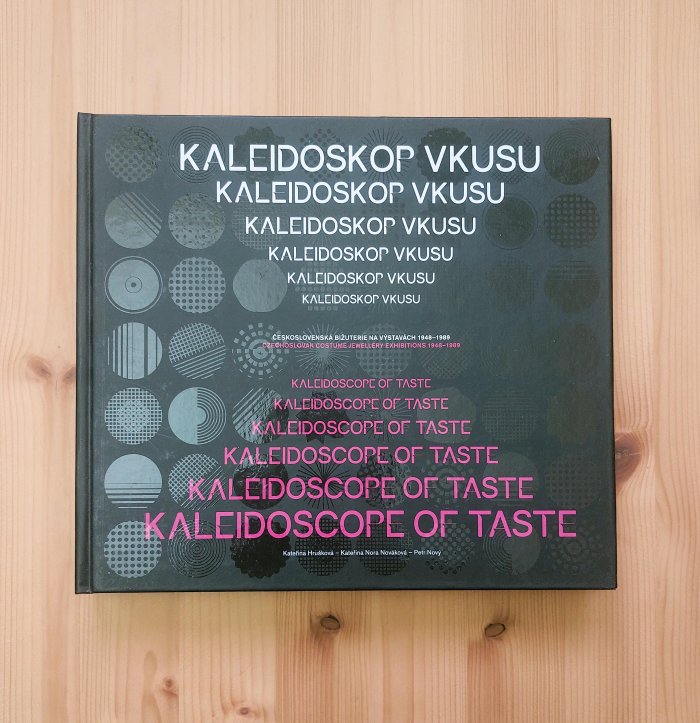 KALEIDOSKOP VKUSU
KALEIDOSKOP VKUSU
KALEIDOSKOP VKUSU
KALEIDOSKOP VKUSU
KALEIDOSKOP VKUSU
KALEIDOSKOP VKUSU
ČESKOSLOVENSKÁ BIŽUTERIE NA VÝSTAVÁCH 1948–1989
CZECHOSLOVAK COSTUME JEWELLERY EXHIBITIONS 1948–1989
KALEIDOSCOPE OF TASTE
KALEIDOSCOPE OF TASTE
KALEIDOSCOPE OF TASTE
KALEIDOSCOPE OF TASTE
KALEIDOSCOPE OF TASTE
KALEIDOSCOPE OF TASTE
Kateřina Hrušková – Kateřina Nora Nováková – Petr Nový